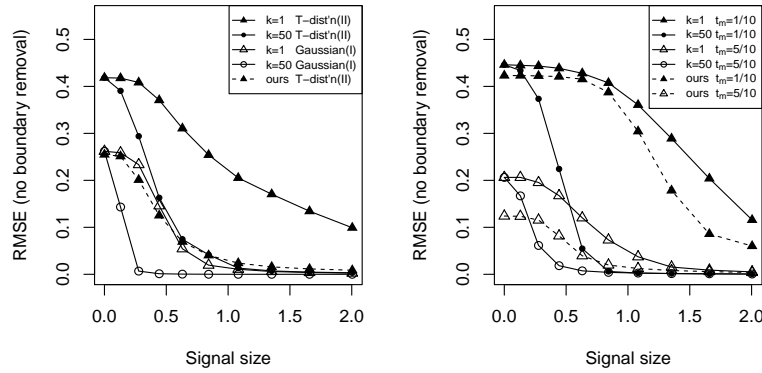 k=1 T−dist'n(II)
k=50 T−dist'n(II)
k=1 Gaussian(I)
k=50 Gaussian(I)
ours T−dist'n(II)
0.5
0.4
0.3
0.2
0.1
0.0
RMSE (no boundary removal)
0.0 0.5 1.0 1.5 2.0
Signal size
k=1 tm=1/10
k=50 tm=1/10
k=1 tm=5/10
k=50 tm=5/10
ours tm=1/10
ours tm=5/10
0.5
0.4
0.3
0.2
0.1
0.0
RMSE (no boundary removal)
0.0 0.5 1.0 1.5 2.0
Signal size